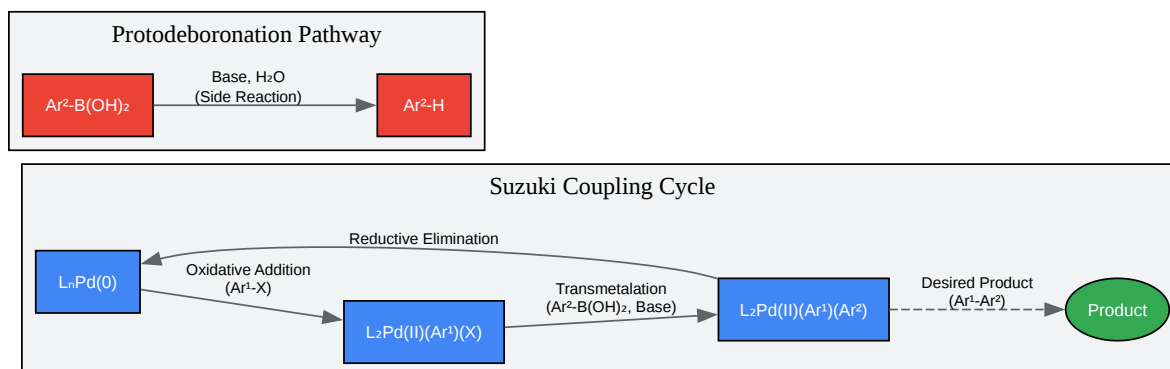 Protodeboronation Pathway
Ar²-B(OH)₂
Base, H₂O
(Side Reaction)
Ar²-H
Suzuki Coupling Cycle
LₙPd(0)
Oxidative Addition
(Ar¹-X)
Reductive Elimination
L₂Pd(II)(Ar¹)(X)
Transmetalation
(Ar²-B(OH)₂, Base)
L₂Pd(II)(Ar¹)(Ar²)
Desired Product
(Ar¹-Ar²)
Product